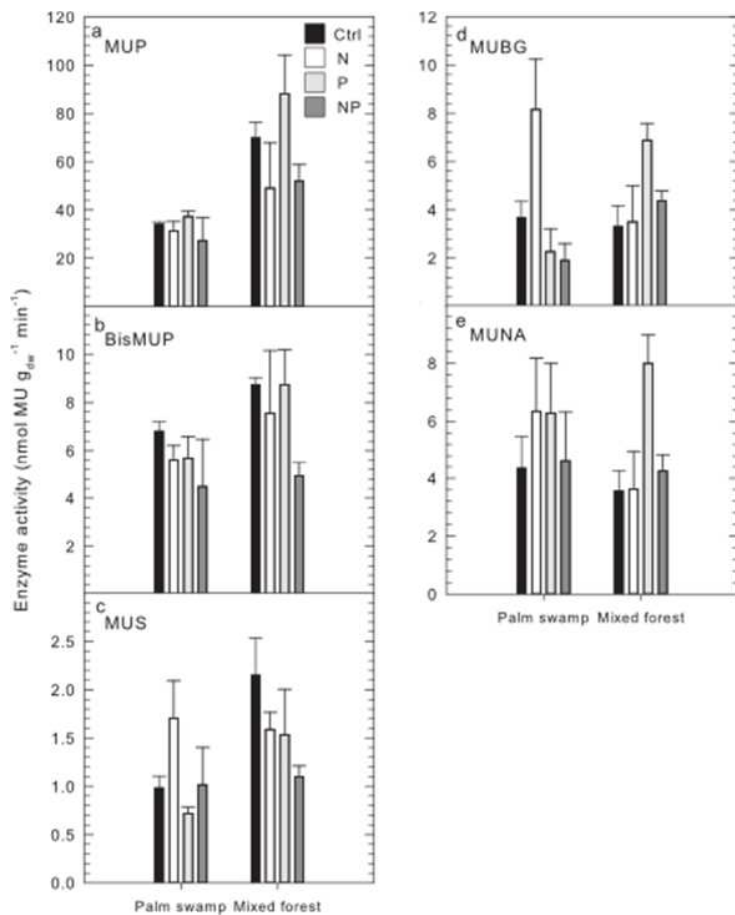 Enzyme activity (nmol MU g_dw⁻¹ min⁻¹)
a MUP
Ctrl
N
P
NP
120
100
80
60
40
20
b BisMUP
10
8
6
4
2
c MUS
2.5
2.0
1.5
1.0
0.5
0.0
Palm swamp Mixed forest
d MUBG
12
10
8
6
4
2
e MUNA
8
6
4
2
0
Palm swamp Mixed forest